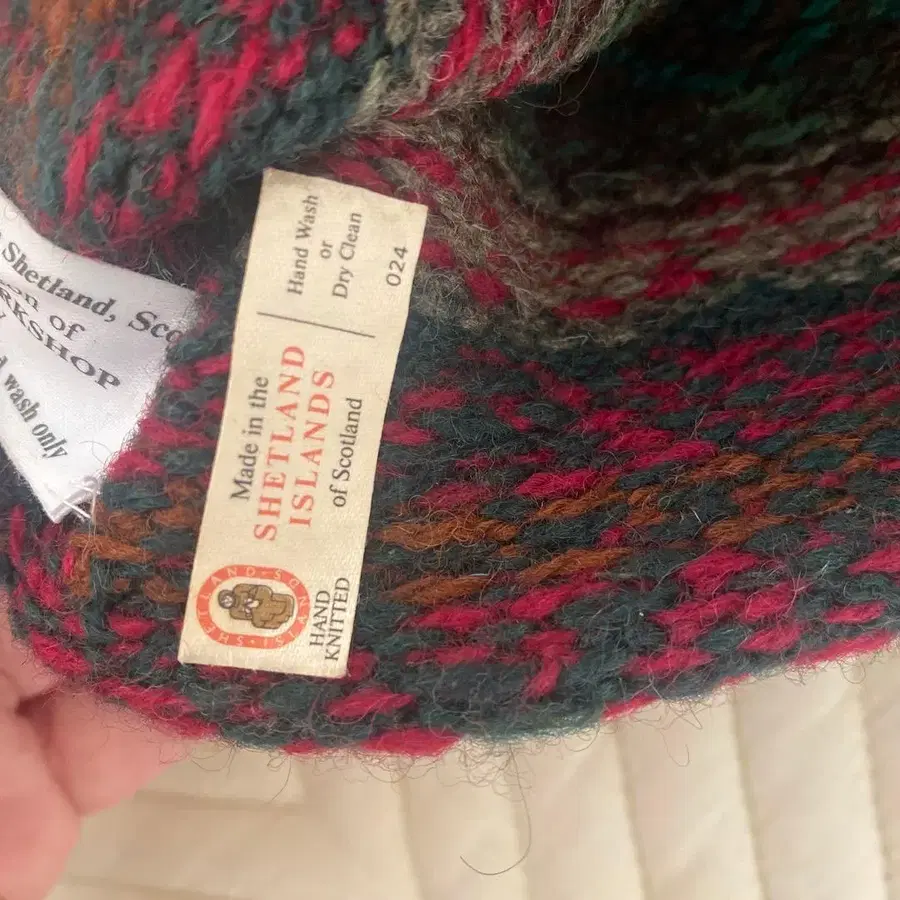 Shetland, Sco
of
RKSHOP
wash only
Made in the
SHETLAND
ISLANDS
of Scotland
Hand Wash
or
Dry Clean
024
HAND
KNITTED